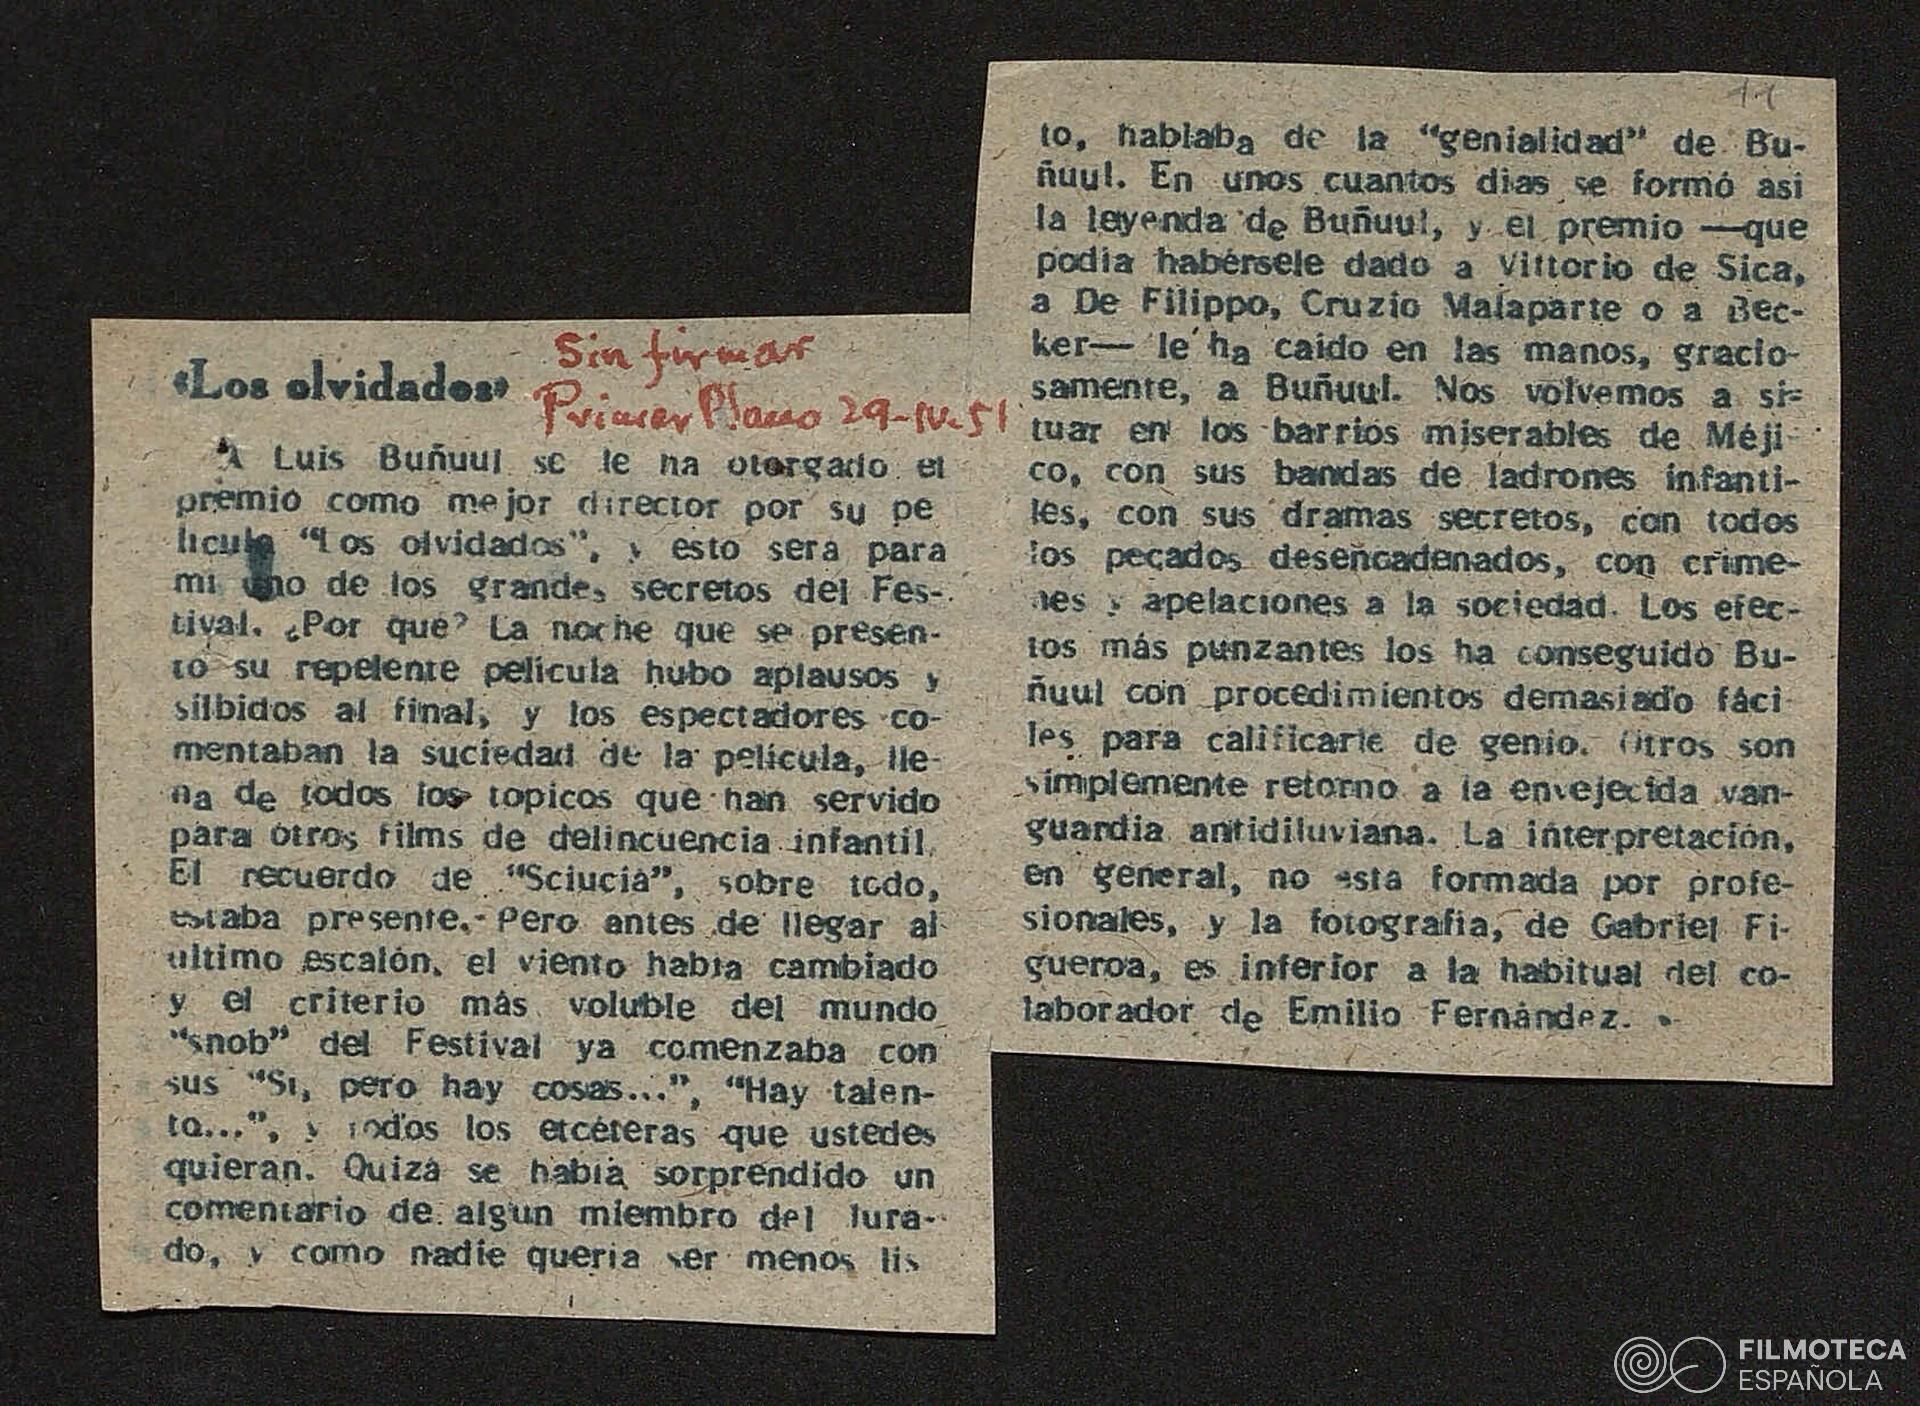 «Los olvidados»
Sin firmar
Primer Plano 29-IV-51
A Luis Buñuul se le ha otorgado el
premio como mejor director por su pe
lícula "Los olvidados", y esto será para
mí uno de los grandes secretos del Fes-
tival. ¿Por qué? La noche que se presen-
tó su repelente película hubo aplausos y
silbidos al final, y los espectadores co-
mentaban la suciedad de la película, lle-
na de todos los tópicos que han servido
para otros films de delincuencia infantil.
El recuerdo de "Sciuciá", sobre todo,
estaba presente. Pero antes de llegar al
último escalón, el viento había cambiado
y el criterio más voluble del mundo
"snob" del Festival ya comenzaba con
sus "Sí, pero hay cosas...", "Hay talen-
to...", y todos los etcéteras que ustedes
quieran. Quizá se había sorprendido un
comentario de algún miembro del Jura-
do, y como nadie quería ser menos lis
11
to, hablaba de la "genialidad" de Bu-
ñuul. En unos cuantos días se formó así
la leyenda de Buñuul, y el premio —que
podía habérsele dado a Vittorio de Sica,
a De Filippo, Cruzio Malaparte o a Bec-
ker— le ha caído en las manos, gracio-
samente, a Buñuul. Nos volvemos a si-
tuar en los barrios miserables de Méji
co, con sus bandas de ladrones infanti-
les, con sus dramas secretos, con todos
los pecados desencadenados, con críme-
nes y apelaciones a la sociedad. Los efec-
tos más punzantes los ha conseguido Bu-
ñuul con procedimientos demasiado fáci
les para calificarle de genio. Otros son
simplemente retorno a la envejecida van-
guardia antidiluviana. La interpretación,
en general, no está formada por profe-
sionales, y la fotografía, de Gabriel Fi-
gueroa, es inferior a la habitual del co-
laborador de Emilio Fernández.
FILMOTECA
ESPAÑOLA